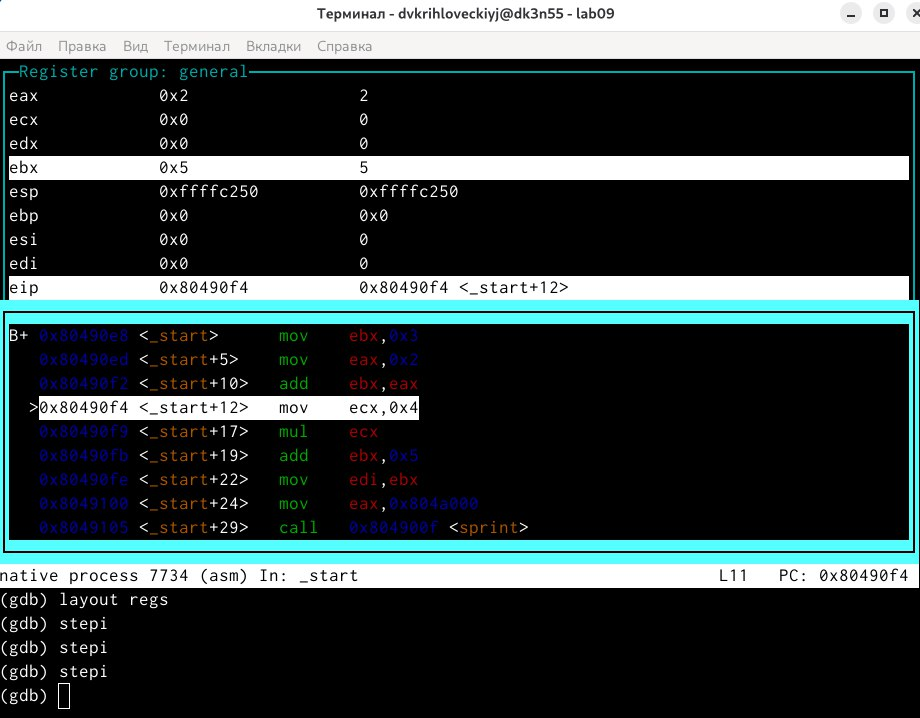 Терминал - dvkrihloveckiyj@dk3n55 - lab09
Файл Правка Вид Терминал Вкладки Справка
Register group: general
eax 0x2 2
ecx 0x0 0
edx 0x0 0
ebx 0x5 5
esp 0xffffc250 0xffffc250
ebp 0x0 0x0
esi 0x0 0
edi 0x0 0
eip 0x80490f4 0x80490f4 <_start+12>
B+ 0x80490e8 <_start> mov ebx,0x3
0x80490ed <_start+5> mov eax,0x2
0x80490f2 <_start+10> add ebx,eax
>0x80490f4 <_start+12> mov ecx,0x4
0x80490f9 <_start+17> mul ecx
0x80490fb <_start+19> add ebx,0x5
0x80490fe <_start+22> mov edi,ebx
0x8049100 <_start+24> mov eax,0x804a000
0x8049105 <_start+29> call 0x804900f <sprint>
native process 7734 (asm) In: _start L11 PC: 0x80490f4
(gdb) layout regs
(gdb) stepi
(gdb) stepi
(gdb) stepi
(gdb)